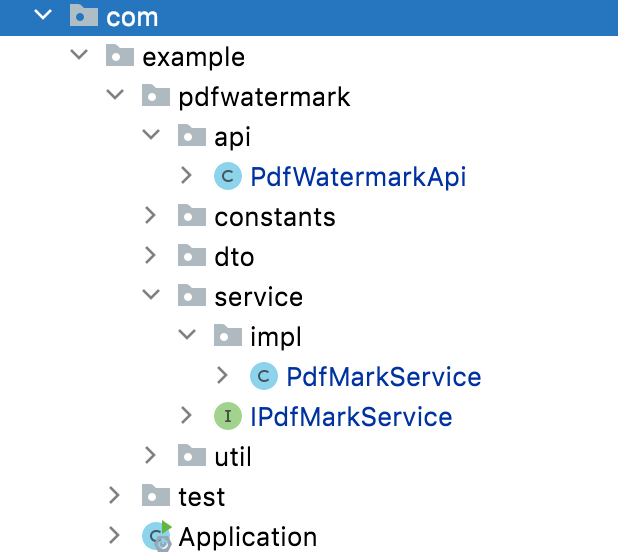 com
example
pdfwatermark
api
C PdfWatermarkApi
constants
dto
service
impl
C PdfMarkService
I IPdfMarkService
util
test
C Application